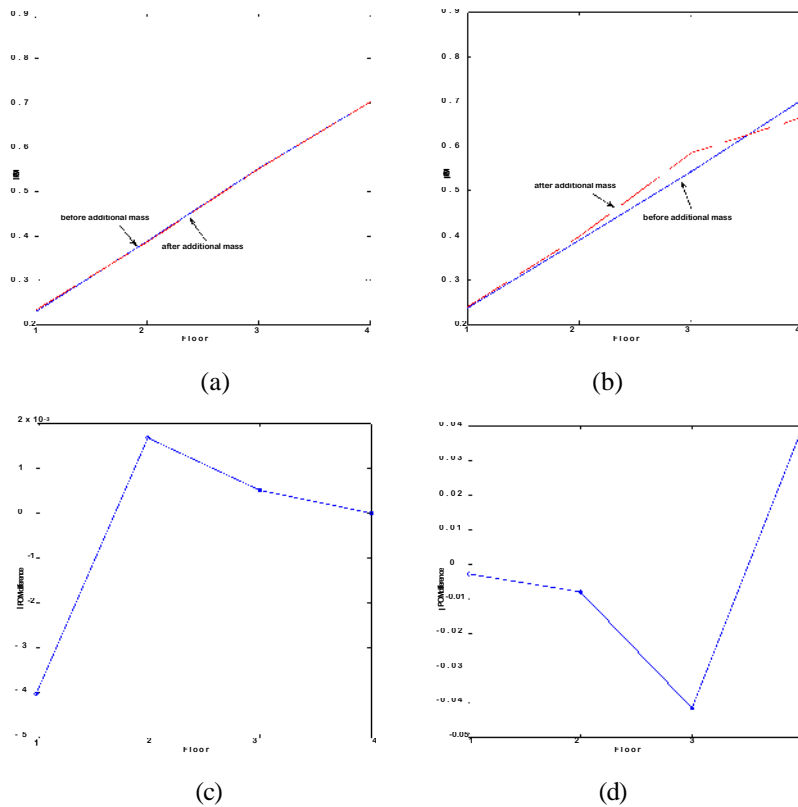 0.9
0.8
0.7
0.6
0.5
0.4
0.3
0.2
before additional mass
after additional mass
1 2 3 4
Floor
(a)
0.9
0.8
0.7
0.6
0.5
0.4
0.3
0.2
after additional mass
before additional mass
1 2 3 4
Floor
(b)
2 x 10⁻³
1
0
-1
-2
-3
-4
-5
1 2 3 4
Floor
(c)
0.04
0.03
0.02
0.01
0
-0.01
-0.02
-0.03
-0.04
-0.05
1 2 3 4
Floor
(d)